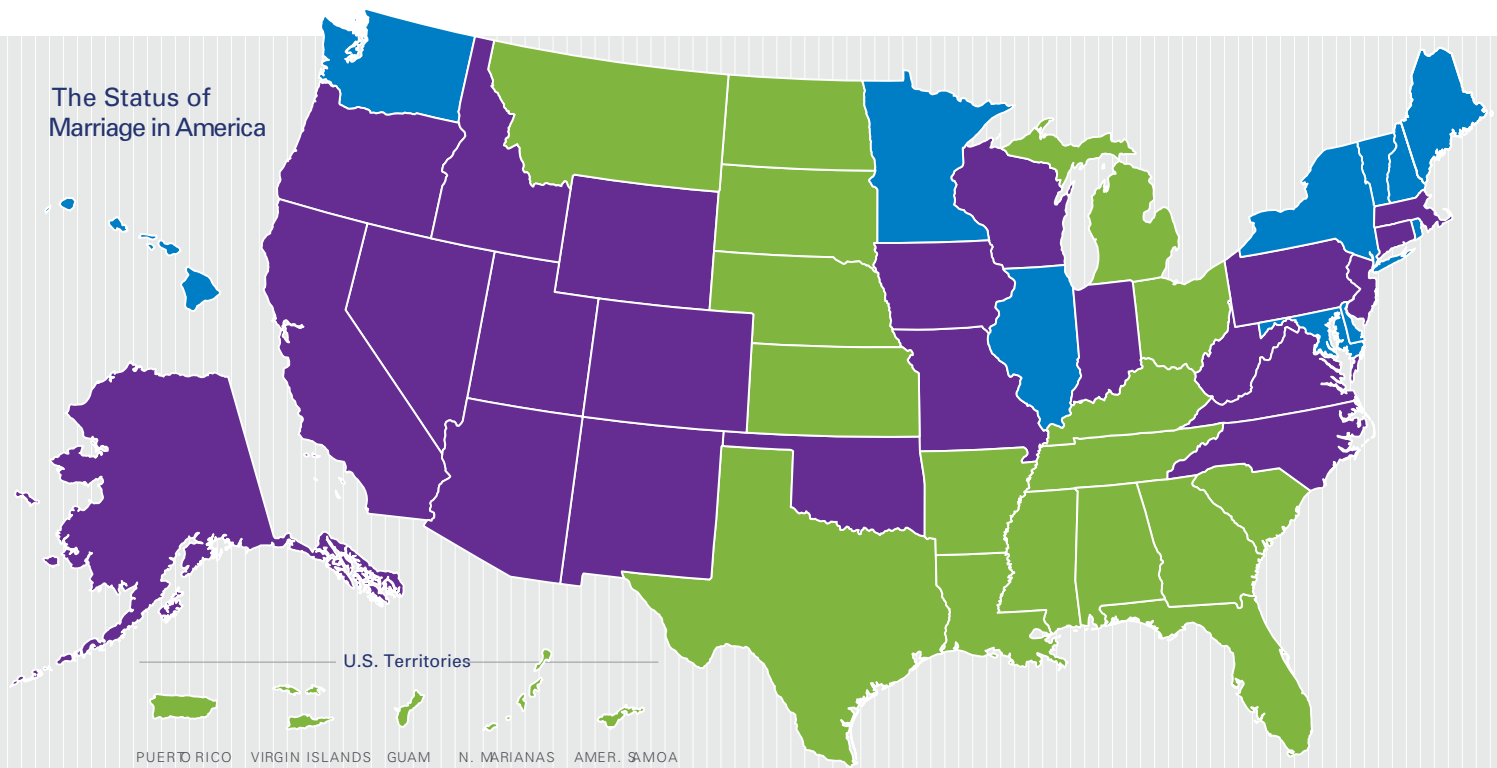 The Status of
Marriage in America
U.S. Territories
PUERTO RICO
VIRGIN ISLANDS
GUAM
N. MARIANAS
AMER. SAMOA